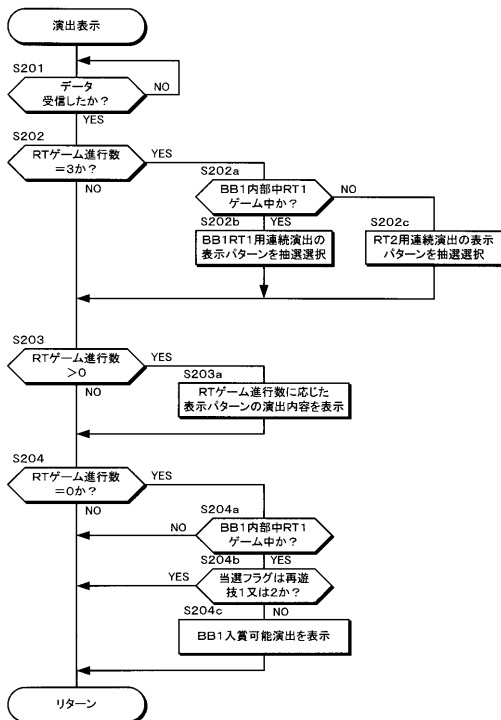 演出表示
S201
データ
受信したか？
NO
YES
S202
RTゲーム進行数
＝3か？
YES
NO
S202a
BB1内部中RT1
ゲーム中か？
NO
YES
S202b
BB1RT1用連続演出の
表示パターンを抽選選択
S202c
RT2用連続演出の表示
パターンを抽選選択
S203
RTゲーム進行数
＞0
YES
NO
S203a
RTゲーム進行数に応じた
表示パターンの演出内容を表示
S204
RTゲーム進行数
＝0か？
YES
NO
S204a
BB1内部中RT1
ゲーム中か？
NO
YES
S204b
当選フラグは再遊
技1又は2か？
YES
NO
S204c
BB1入賞可能演出を表示
リターン